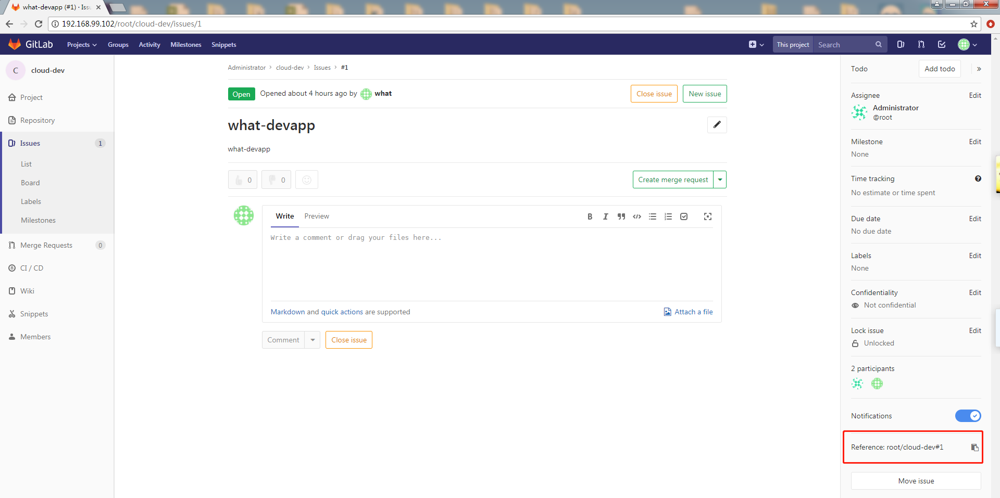 what-devapp (#1) · Issu
192.168.99.102/root/cloud-dev/issues/1
GitLab Projects Groups Activity Milestones Snippets This project Search
C cloud-dev
Project
Repository
Issues 1
List
Board
Labels
Milestones
Merge Requests 0
CI / CD
Wiki
Snippets
Members
Administrator > cloud-dev > Issues > #1
Open Opened about 4 hours ago by what Close issue New issue
what-devapp
what-devapp
0 0 Create merge request
Write Preview
Write a comment or drag your files here...
Markdown and quick actions are supported Attach a file
Comment Close issue
Todo Add todo »
Assignee Edit
Administrator
@root
Milestone Edit
None
Time tracking
No estimate or time spent
Due date Edit
No due date
Labels Edit
None
Confidentiality Edit
Not confidential
Lock issue Edit
Unlocked
2 participants
Notifications
Reference: root/cloud-dev#1
Move issue